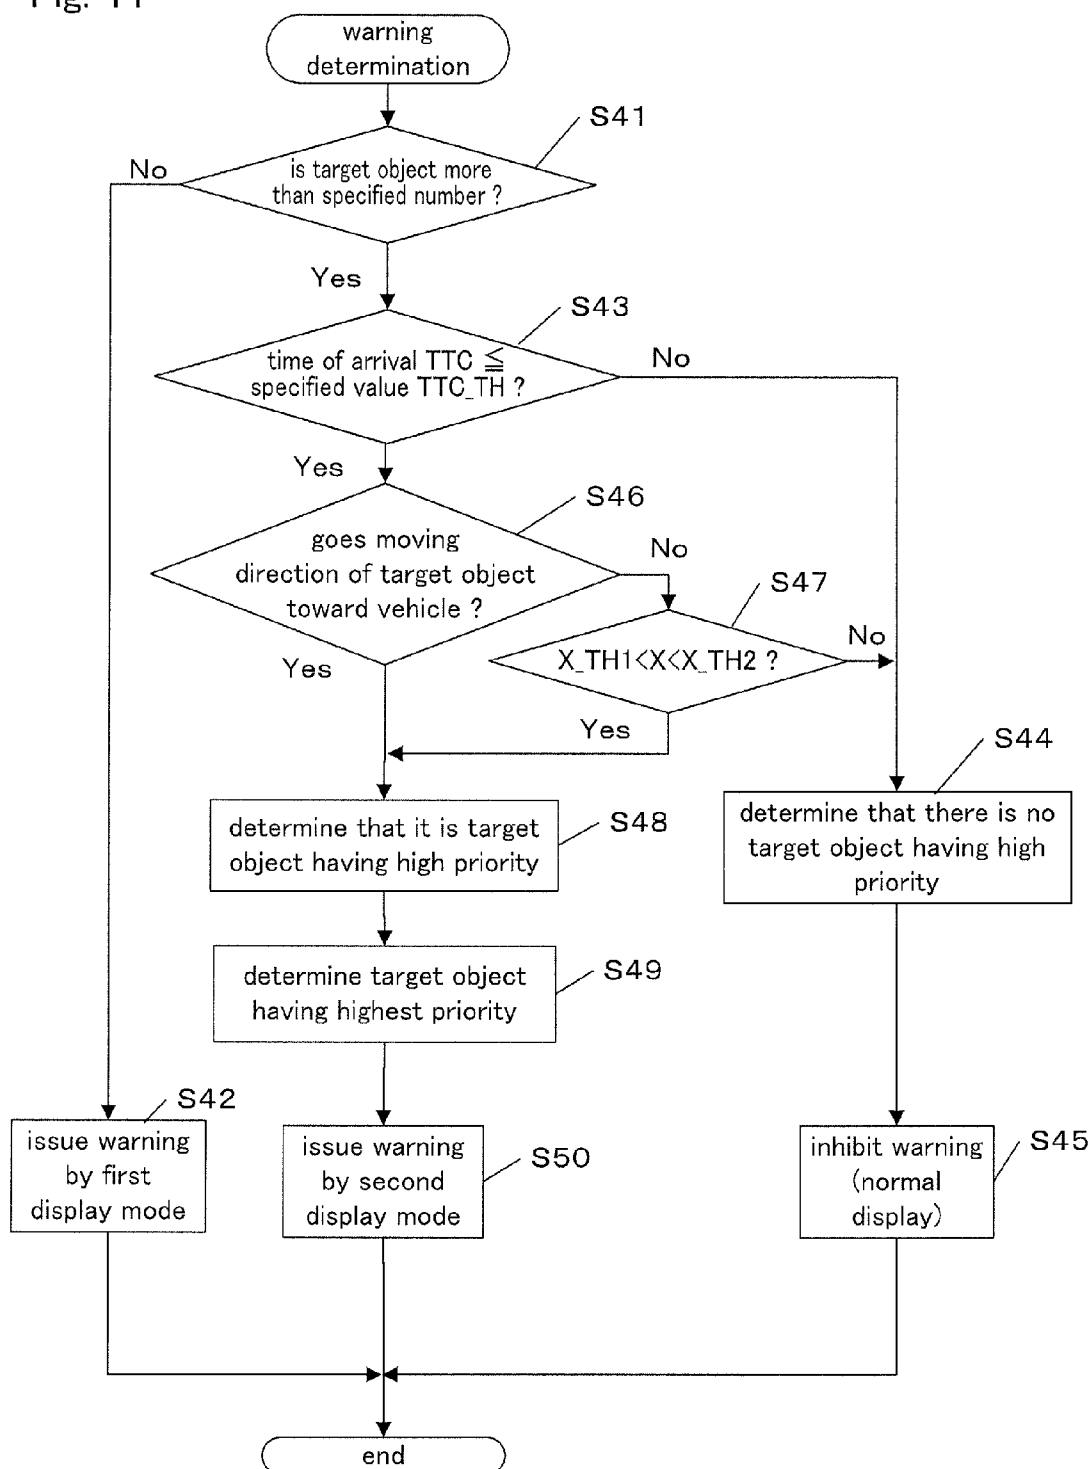 warning
determination
S41
No
is target object more
than specified number ?
Yes
S43
time of arrival TTC ≦
specified value TTC_TH ?
No
Yes
S46
goes moving
direction of target object
toward vehicle ?
No
S47
X_TH1<X<X_TH2 ?
No
Yes
Yes
S44
determine that it is target
object having high priority
S48
determine that there is no
target object having high
priority
determine target object
having highest priority
S49
S42
issue warning
by first
display mode
issue warning
by second
display mode
S50
inhibit warning
(normal
display)
S45
end